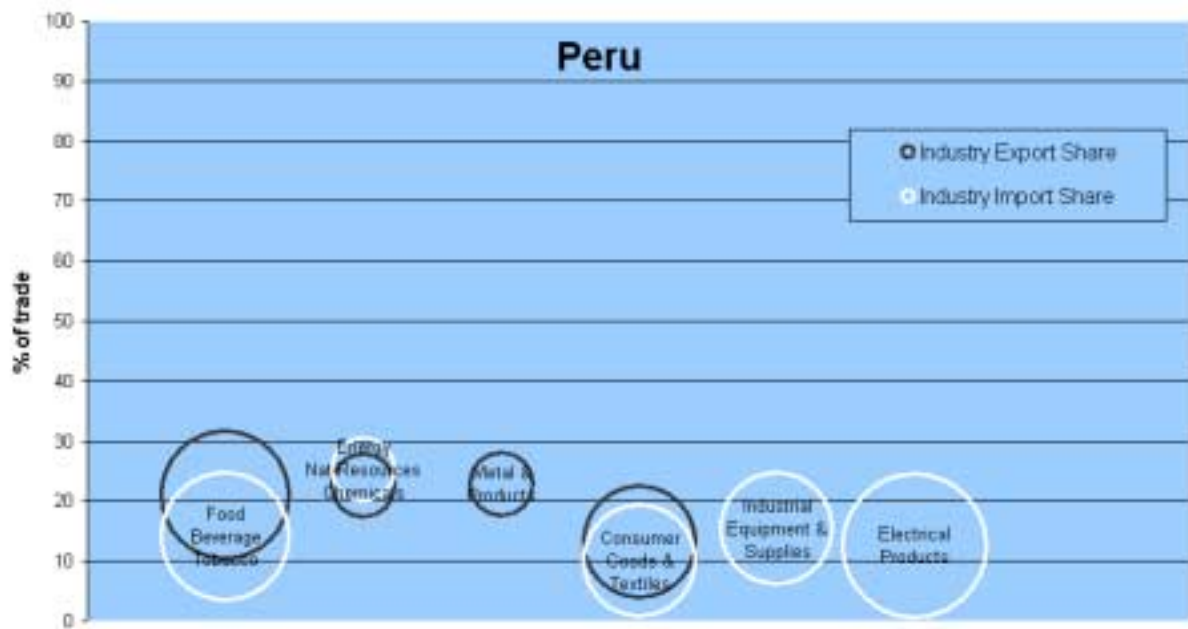 Peru
100
90
80
70
60
50
40
30
20
10
0
% of trade
Industry Export Share
Industry Import Share
Food
Beverage
Tobacco
Energy
Nat Resources
Chemicals
Metal &
Products
Consumer
Goods &
Textiles
Industrial
Equipment &
Supplies
Electrical
Products